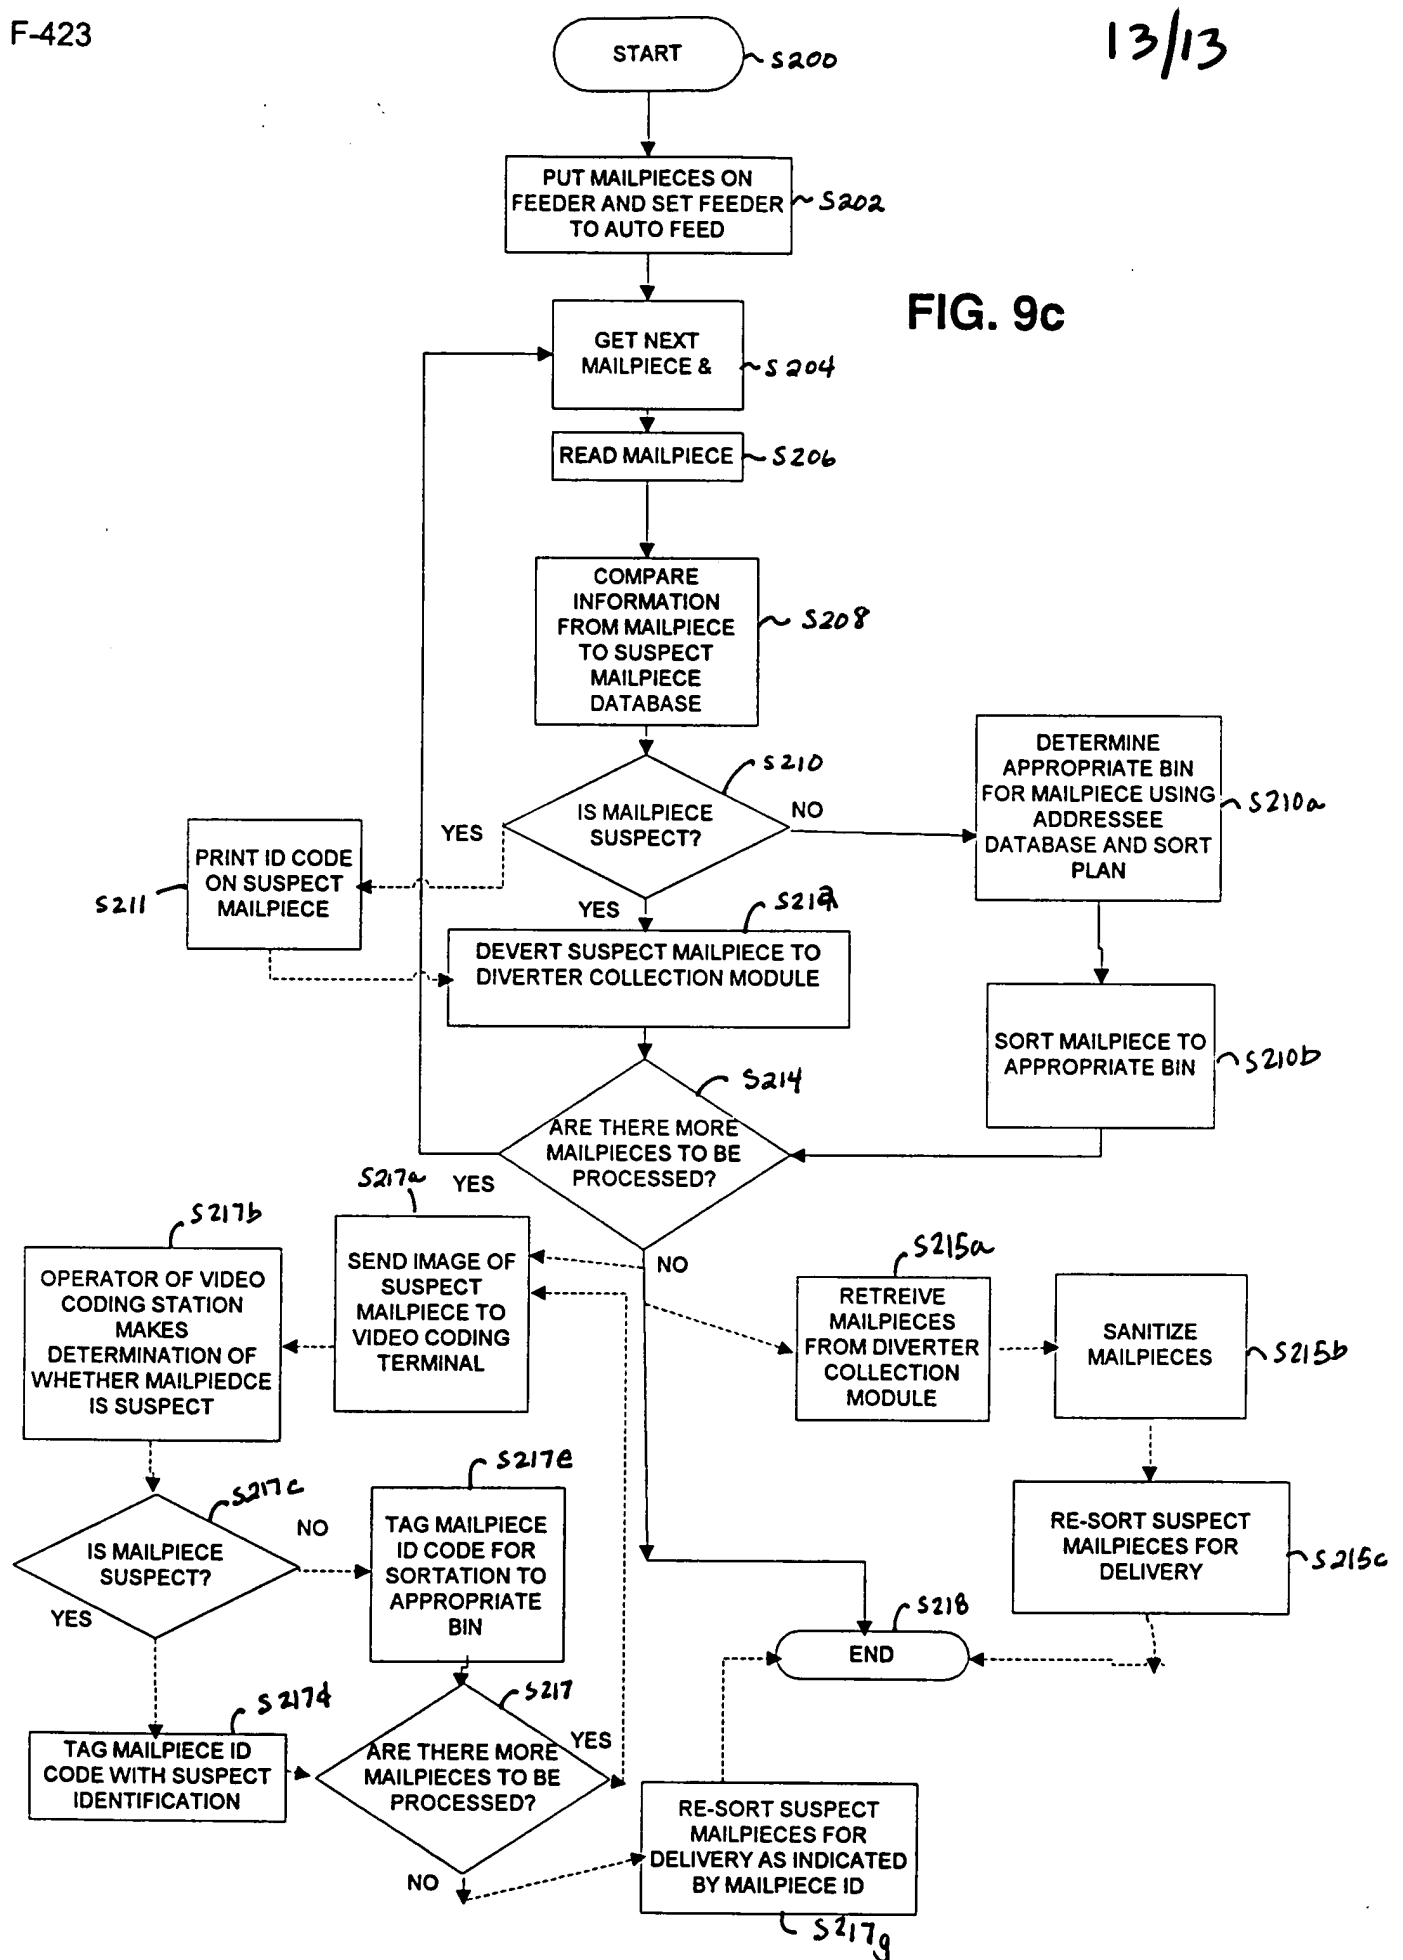 F-423
13/13
START
S200
PUT MAILPIECES ON
FEEDER AND SET FEEDER
TO AUTO FEED
S202
FIG. 9c
GET NEXT
MAILPIECE &
S204
READ MAILPIECE
S206
COMPARE
INFORMATION
FROM MAILPIECE
TO SUSPECT
MAILPIECE
DATABASE
S208
S210
IS MAILPIECE
SUSPECT?
NO
YES
YES
DETERMINE
APPROPRIATE BIN
FOR MAILPIECE USING
ADDRESSEE
DATABASE AND SORT
PLAN
S210a
PRINT ID CODE
ON SUSPECT
MAILPIECE
S211
DEVERT SUSPECT MAILPIECE TO
DIVERTER COLLECTION MODULE
SORT MAILPIECE TO
APPROPRIATE BIN
S210b
S214
ARE THERE MORE
MAILPIECES TO BE
PROCESSED?
YES
NO
S217a
SEND IMAGE OF
SUSPECT
MAILPIECE TO
VIDEO CODING
TERMINAL
S217b
OPERATOR OF VIDEO
CODING STATION
MAKES
DETERMINATION OF
WHETHER MAILPIEDCE
IS SUSPECT
S215a
RETREIVE
MAILPIECES
FROM DIVERTER
COLLECTION
MODULE
SANITIZE
MAILPIECES
S215b
RE-SORT SUSPECT
MAILPIECES FOR
DELIVERY
S215c
S217c
IS MAILPIECE
SUSPECT?
NO
YES
S217e
TAG MAILPIECE
ID CODE FOR
SORTATION TO
APPROPRIATE
BIN
S218
END
S217d
TAG MAILPIECE ID
CODE WITH SUSPECT
IDENTIFICATION
S217
ARE THERE MORE
MAILPIECES TO BE
PROCESSED?
YES
NO
RE-SORT SUSPECT
MAILPIECES FOR
DELIVERY AS INDICATED
BY MAILPIECE ID
S217g